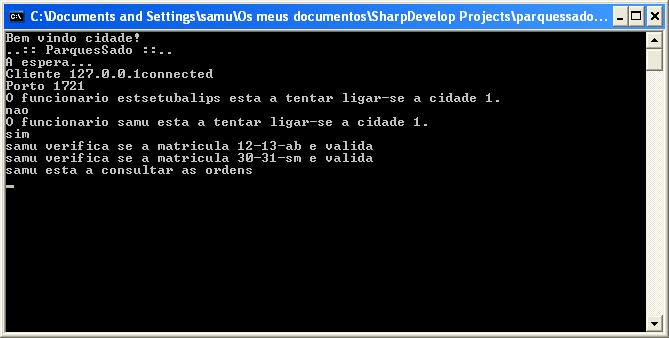 C:\Documents and Settings\samu\Os meus documentos\SharpDevelop Projects\parquessado...
Bem vindo cidade!
..:: ParquesSado ::..
A espera...
Cliente 127.0.0.1connected
Porto 1721
O funcionario estsetubalips esta a tentar ligar-se a cidade 1.
nao
O funcionario samu esta a tentar ligar-se a cidade 1.
sim
samu verifica se a matricula 12-13-ab e valida
samu verifica se a matricula 30-31-sm e valida
samu esta a consultar as ordens